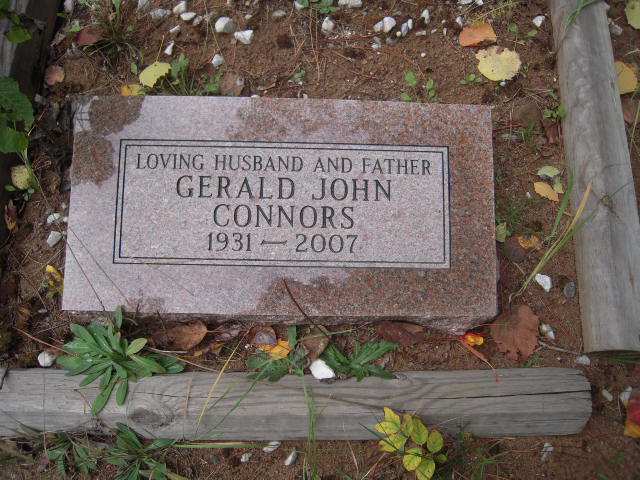 LOVING HUSBAND AND FATHER
GERALD JOHN
CONNORS
1931 — 2007